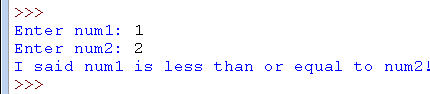 >>>
Enter num1: 1
Enter num2: 2
I said num1 is less than or equal to num2!
>>>